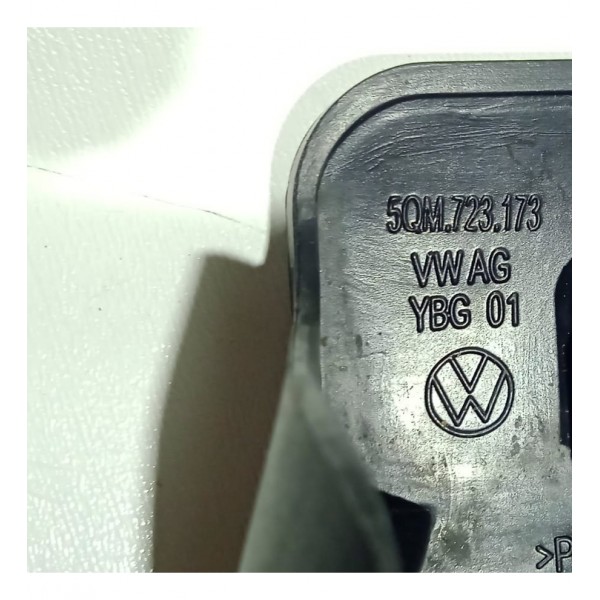 5QM.723.173
VW AG
YBG 01
>P